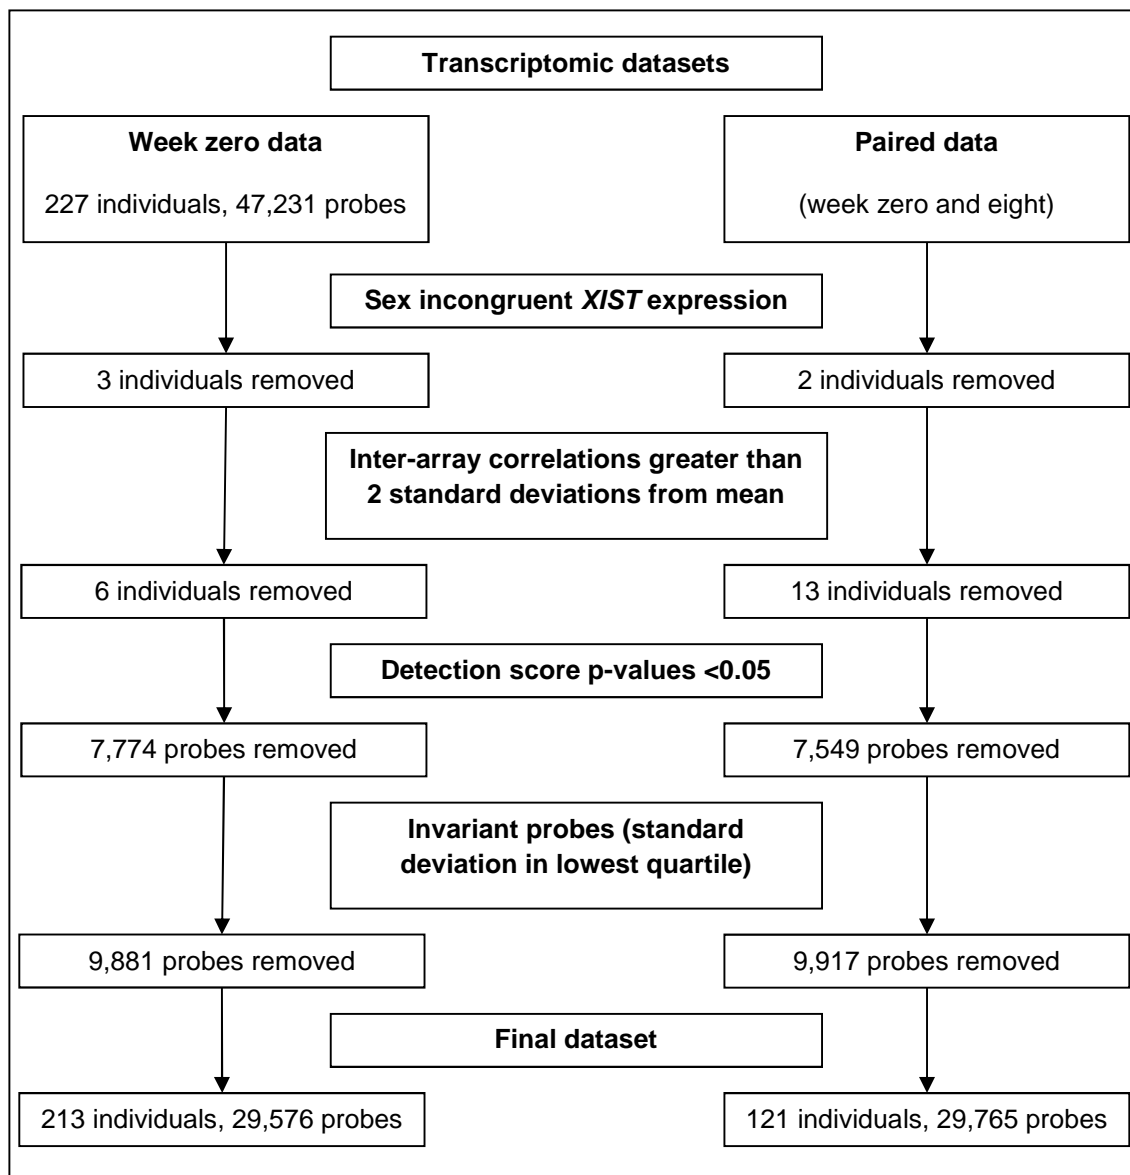 Transcriptomic datasets
Week zero data
227 individuals, 47,231 probes
Paired data
(week zero and eight)
Sex incongruent XIST expression
3 individuals removed
2 individuals removed
Inter-array correlations greater than
2 standard deviations from mean
6 individuals removed
13 individuals removed
Detection score p-values <0.05
7,774 probes removed
7,549 probes removed
Invariant probes (standard
deviation in lowest quartile)
9,881 probes removed
9,917 probes removed
Final dataset
213 individuals, 29,576 probes
121 individuals, 29,765 probes